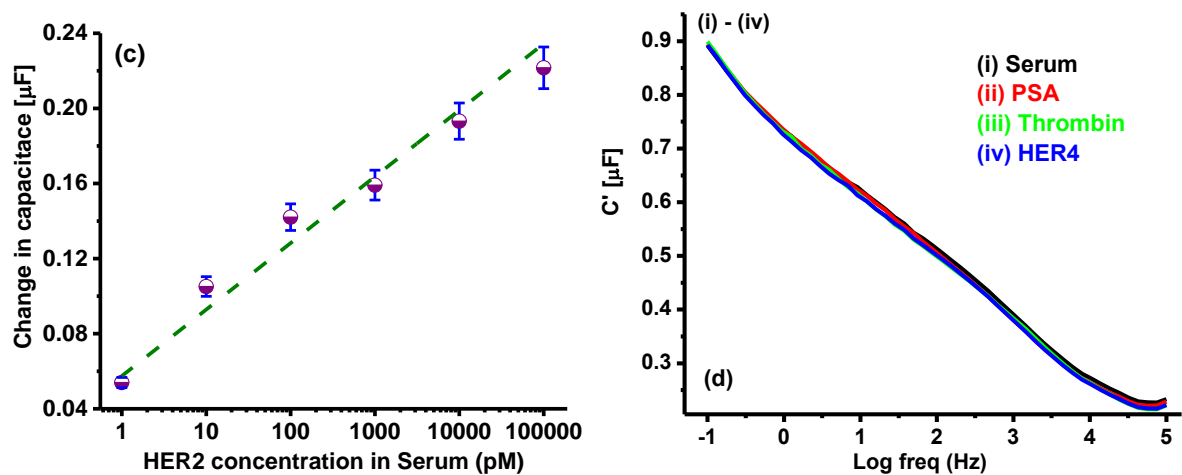 (c)
Change in capacitace [µF]
0.24
0.20
0.16
0.12
0.08
0.04
1 10 100 1000 10000 100000
HER2 concentration in Serum (pM)
(i) - (iv)
(i) Serum
(ii) PSA
(iii) Thrombin
(iv) HER4
C' [µF]
0.9
0.8
0.7
0.6
0.5
0.4
0.3
(d)
-1 0 1 2 3 4 5
Log freq (Hz)